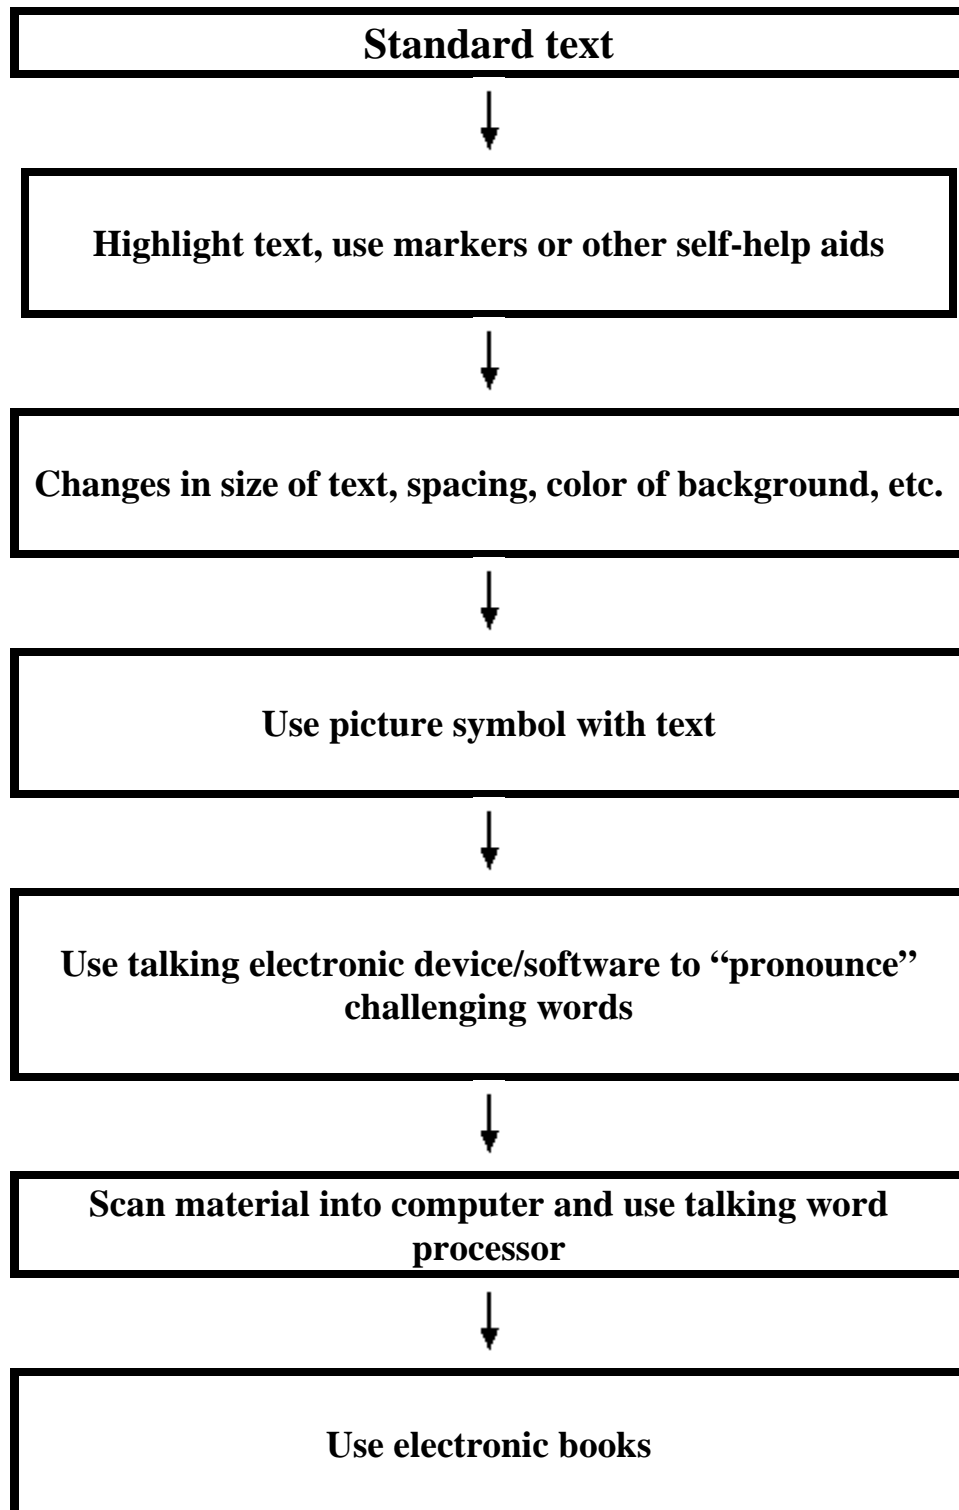 Standard text
Highlight text, use markers or other self-help aids
Changes in size of text, spacing, color of background, etc.
Use picture symbol with text
Use talking electronic device/software to “pronounce”
challenging words
Scan material into computer and use talking word
processor
Use electronic books